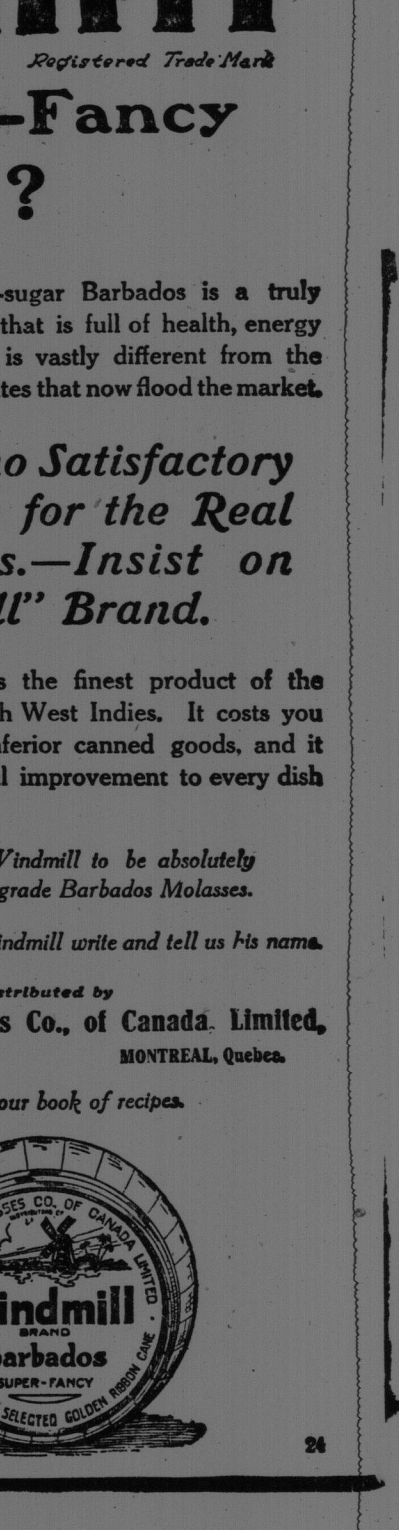 Registered Trade Mark
-Fancy
?
-sugar Barbados is a truly
that is full of health, energy
is vastly different from the
tes that now flood the market.
o Satisfactory
for the Real
s.—Insist on
ll" Brand.
s the finest product of the
h West Indies. It costs you
nferior canned goods, and it
l improvement to every dish
Vindmill to be absolutely
grade Barbados Molasses.
indmill write and tell us his name.
stributed by
s Co., of Canada, Limited,
MONTREAL, Quebec.
our book of recipes.
SSES CO. OF CANADA LIMITED
indmill
BRAND
arbados
SUPER-FANCY
SELECTED GOLDEN RIBBON CANE
24